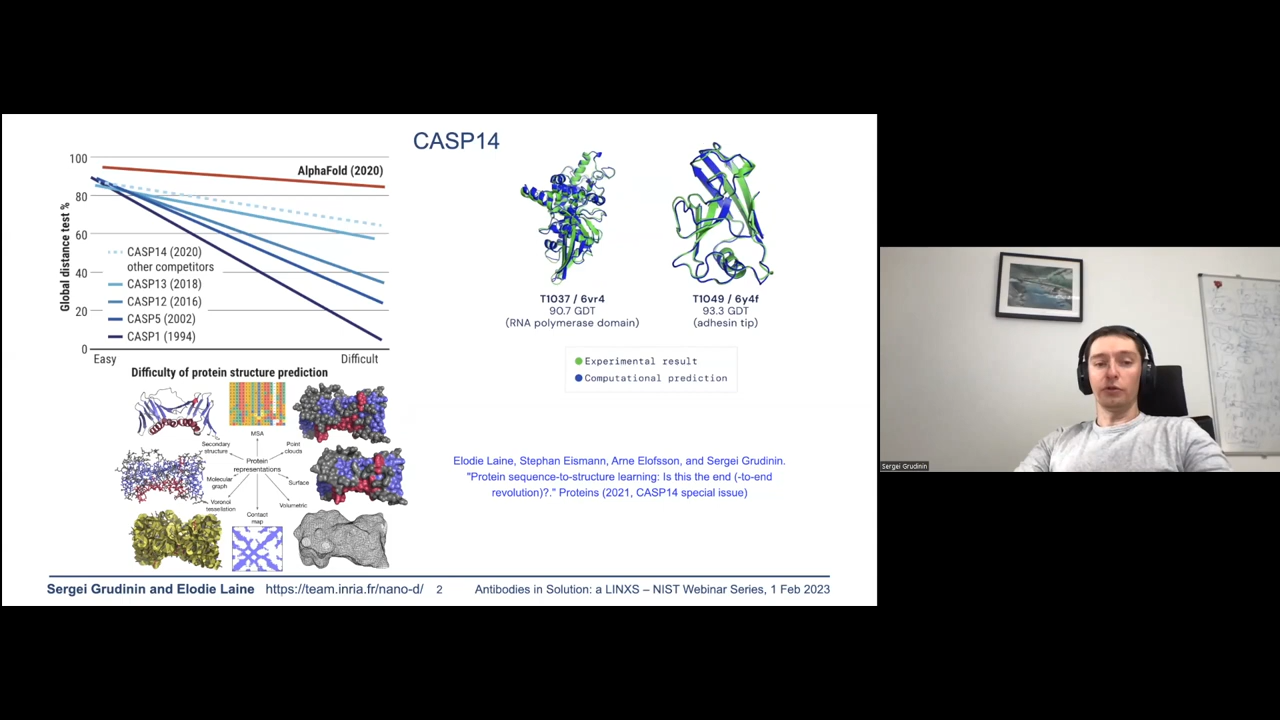 CASP14
100
80
60
40
20
0
Global distance test %
AlphaFold (2020)
CASP14 (2020)
other competitors
CASP13 (2018)
CASP12 (2016)
CASP5 (2002)
CASP1 (1994)
Easy
Difficult
Difficulty of protein structure prediction
T1037 / 6vr4
90.7 GDT
(RNA polymerase domain)
T1049 / 6y4f
93.3 GDT
(adhesin tip)
Experimental result
Computational prediction
MSA
Secondary
structure
Point
clouds
Protein
representations
Molecular
graph
Surface
Voronoi
tessellation
Volumetric
Contact
map
Elodie Laine, Stephan Eismann, Arne Elofsson, and Sergei Grudinin.
"Protein sequence-to-structure learning: Is this the end (-to-end
revolution)?." Proteins (2021, CASP14 special issue)
Sergei Grudinin and Elodie Laine https://team.inria.fr/nano-d/ 2 Antibodies in Solution: a LINXS – NIST Webinar Series, 1 Feb 2023
Sergei Grudinin